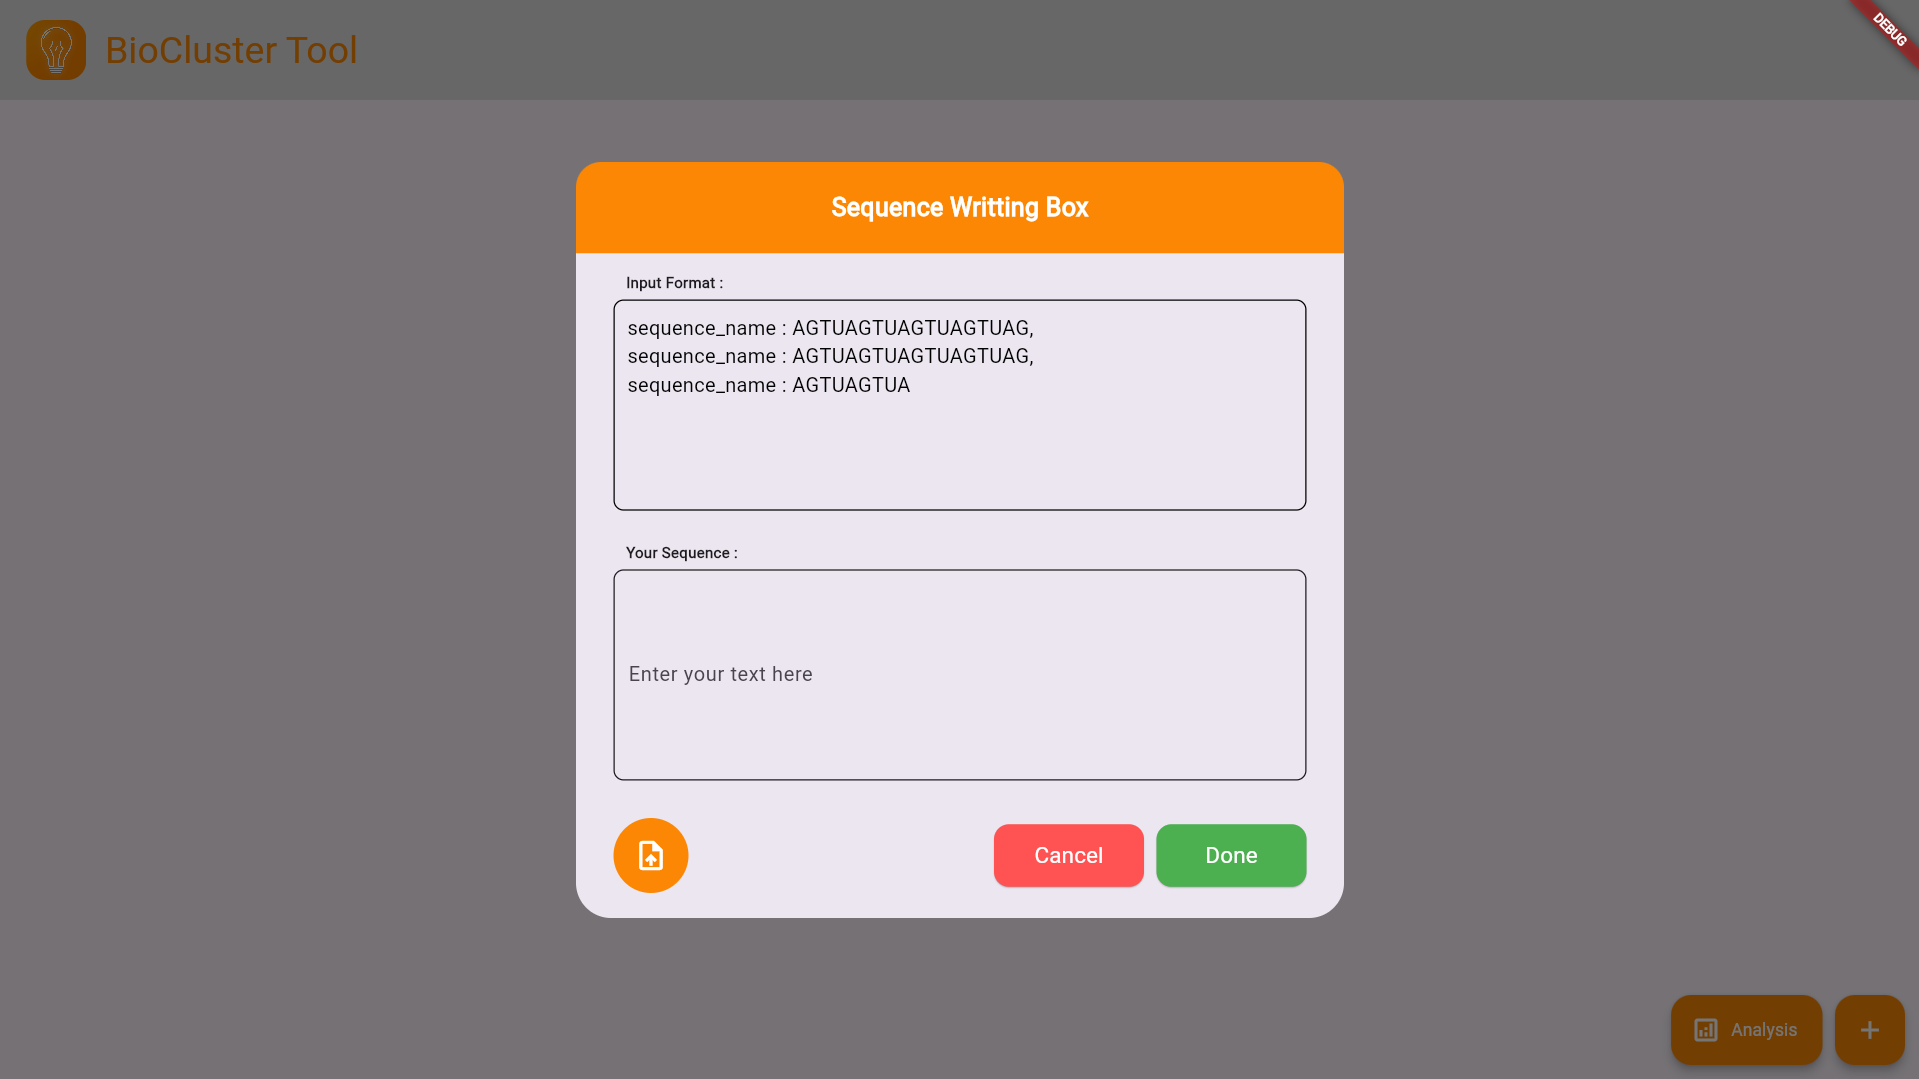 BioCluster Tool
DEBUG
Sequence Writting Box
Input Format :
sequence_name : AGTUAGTUAGTUAGTUAG,
sequence_name : AGTUAGTUAGTUAGTUAG,
sequence_name : AGTUAGTUA
Your Sequence :
Enter your text here
Cancel
Done
Analysis